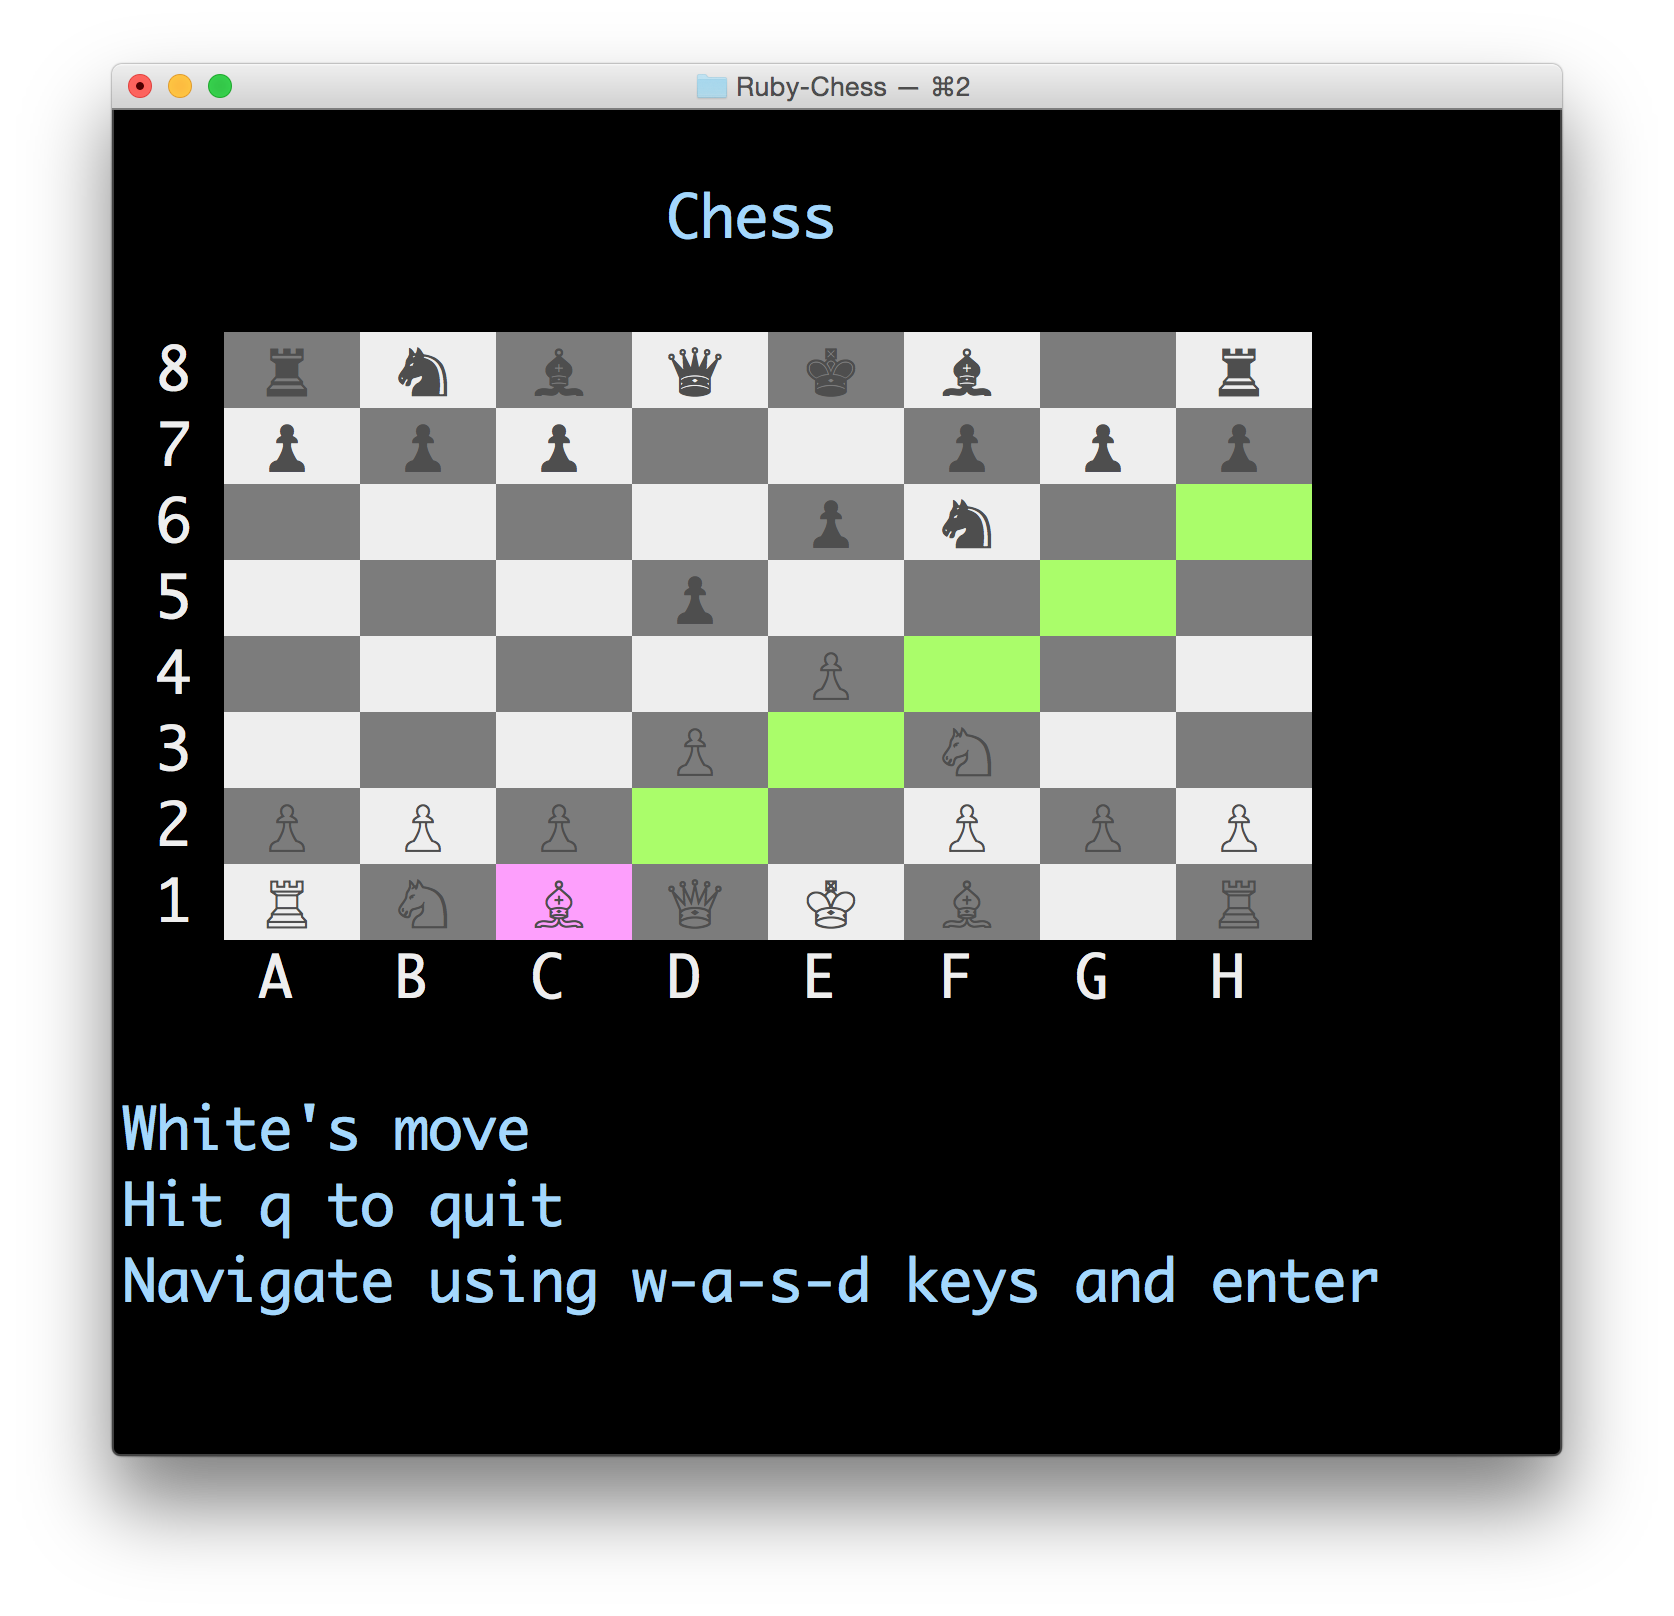 Ruby-Chess — ⌘2
Chess
8
7
6
5
4
3
2
1
A B C D E F G H
White's move
Hit q to quit
Navigate using w-a-s-d keys and enter